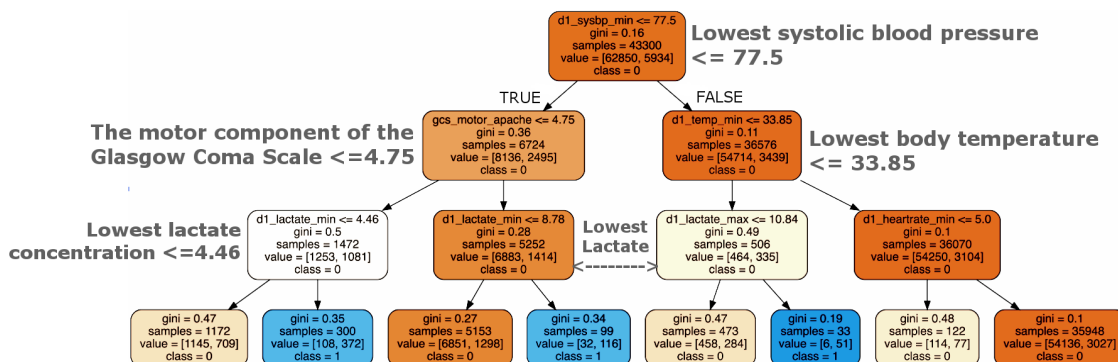 d1_sysbp_min <= 77.5
gini = 0.16
samples = 43300
value = [62850, 5934]
class = 0
Lowest systolic blood pressure
<= 77.5
TRUE
FALSE
The motor component of the
Glasgow Coma Scale <=4.75
gcs_motor_apache <= 4.75
gini = 0.36
samples = 6724
value = [8136, 2495]
class = 0
d1_temp_min <= 33.85
gini = 0.11
samples = 36576
value = [54714, 3439]
class = 0
Lowest body temperature
<= 33.85
Lowest lactate
concentration <=4.46
d1_lactate_min <= 4.46
gini = 0.5
samples = 1472
value = [1253, 1081]
class = 0
d1_lactate_min <= 8.78
gini = 0.28
samples = 5252
value = [6883, 1414]
class = 0
Lowest
Lactate
d1_lactate_max <= 10.84
gini = 0.49
samples = 506
value = [464, 335]
class = 0
d1_heartrate_min <= 5.0
gini = 0.1
samples = 36070
value = [54250, 3104]
class = 0
gini = 0.47
samples = 1172
value = [1145, 709]
class = 0
gini = 0.35
samples = 300
value = [108, 372]
class = 1
gini = 0.27
samples = 5153
value = [6851, 1298]
class = 0
gini = 0.34
samples = 99
value = [32, 116]
class = 1
gini = 0.47
samples = 473
value = [458, 284]
class = 0
gini = 0.19
samples = 33
value = [6, 51]
class = 1
gini = 0.48
samples = 122
value = [114, 77]
class = 0
gini = 0.1
samples = 35948
value = [54136, 3027]
class = 0